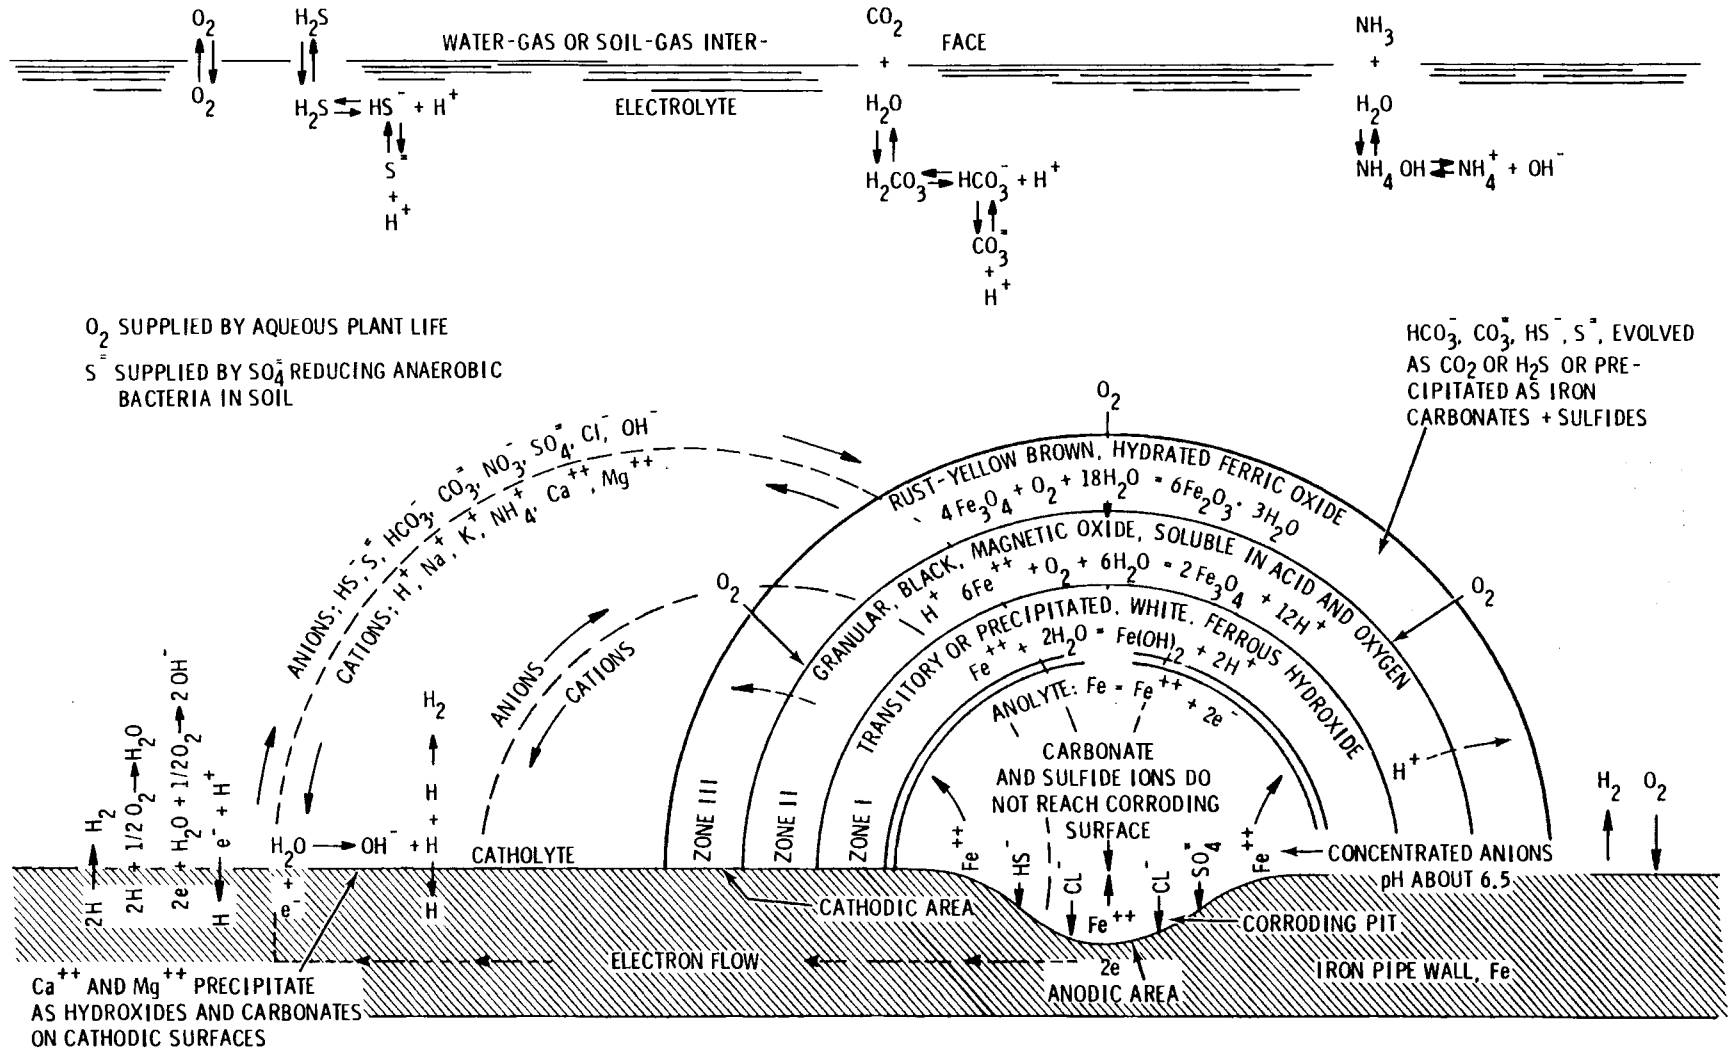 O2
H2S
CO2
NH3
WATER-GAS OR SOIL-GAS INTER-
FACE
+
+
O2
H2S ⇌ HS⁻ + H⁺
ELECTROLYTE
H2O
H2O
S⁼
+
H⁺
H2CO3 ⇌ HCO3⁻ + H⁺
NH4 OH ⇌ NH4⁺ + OH⁻
CO3⁼
+
H⁺
O2 SUPPLIED BY AQUEOUS PLANT LIFE
S⁼ SUPPLIED BY SO4⁼ REDUCING ANAEROBIC
BACTERIA IN SOIL
HCO3⁻, CO3⁼, HS⁻, S⁼, EVOLVED
AS CO2 OR H2S OR PRE-
CIPITATED AS IRON
CARBONATES + SULFIDES
O2
ANIONS; HS⁻, S⁼, HCO3⁻, CO3⁼, NO3⁻, SO4⁼, Cl⁻, OH⁻
CATIONS; H⁺, Na⁺, K⁺, NH4⁺, Ca⁺⁺, Mg⁺⁺
RUST-YELLOW BROWN, HYDRATED FERRIC OXIDE
4Fe3O4 + O2 + 18H2O = 6Fe2O3 · 3H2O
GRANULAR, BLACK, MAGNETIC OXIDE, SOLUBLE IN ACID AND OXYGEN
H⁺ 6Fe⁺⁺ + O2 + 6H2O = 2Fe3O4 + 12H⁺
TRANSITORY OR PRECIPITATED, WHITE, FERROUS HYDROXIDE
Fe⁺⁺ + 2H2O = Fe(OH)2 + 2H⁺
ANOLYTE: Fe = Fe⁺⁺ + 2e⁻
O2
O2
ANIONS
CATIONS
CARBONATE
AND SULFIDE IONS DO
NOT REACH CORRODING
SURFACE
H⁺
H2
H + H
2H → H2
2H + 1/2 O2 → H2O
2e + H2O + 1/2O2 → 2 OH⁻
H e⁻ + H⁺
H2O → OH⁻ + H
+
e⁻
H
CATHOLYTE
ZONE III
ZONE II
ZONE I
Fe⁺⁺
HS⁻
CL⁻
Fe⁺⁺
CL⁻
SO4⁼
Fe⁺⁺
H2
O2
CONCENTRATED ANIONS
pH ABOUT 6.5
CATHODIC AREA
CORRODING PIT
ELECTRON FLOW
2e
ANODIC AREA
IRON PIPE WALL, Fe
Ca⁺⁺ AND Mg⁺⁺ PRECIPITATE
AS HYDROXIDES AND CARBONATES
ON CATHODIC SURFACES